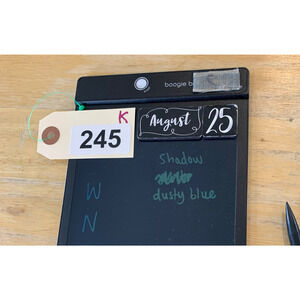 boogie b
K
245
August 25
shadow
dusty blue
W
N